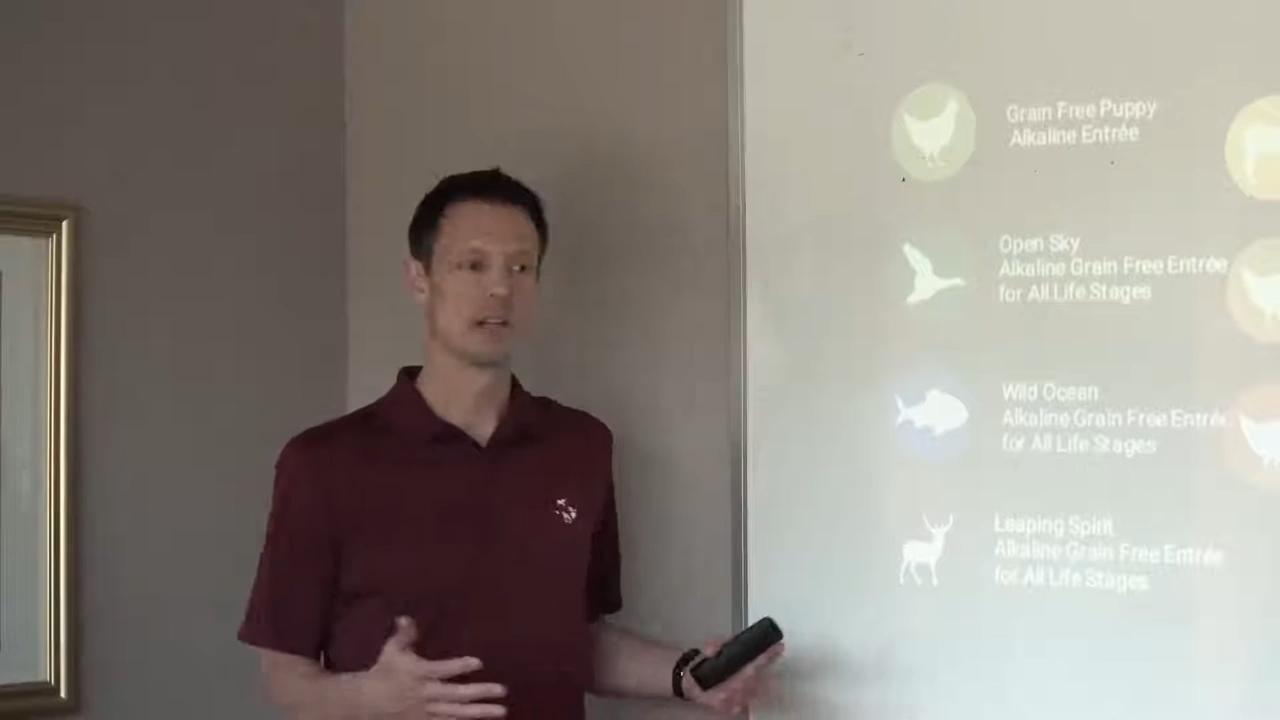 Grain Free Puppy
Alkaline Entrée
Open Sky
Alkaline Grain Free Entrée
for All Life Stages
Wild Ocean
Alkaline Grain Free Entrée
for All Life Stages
Leaping Spirit
Alkaline Grain Free Entrée
for All Life Stages